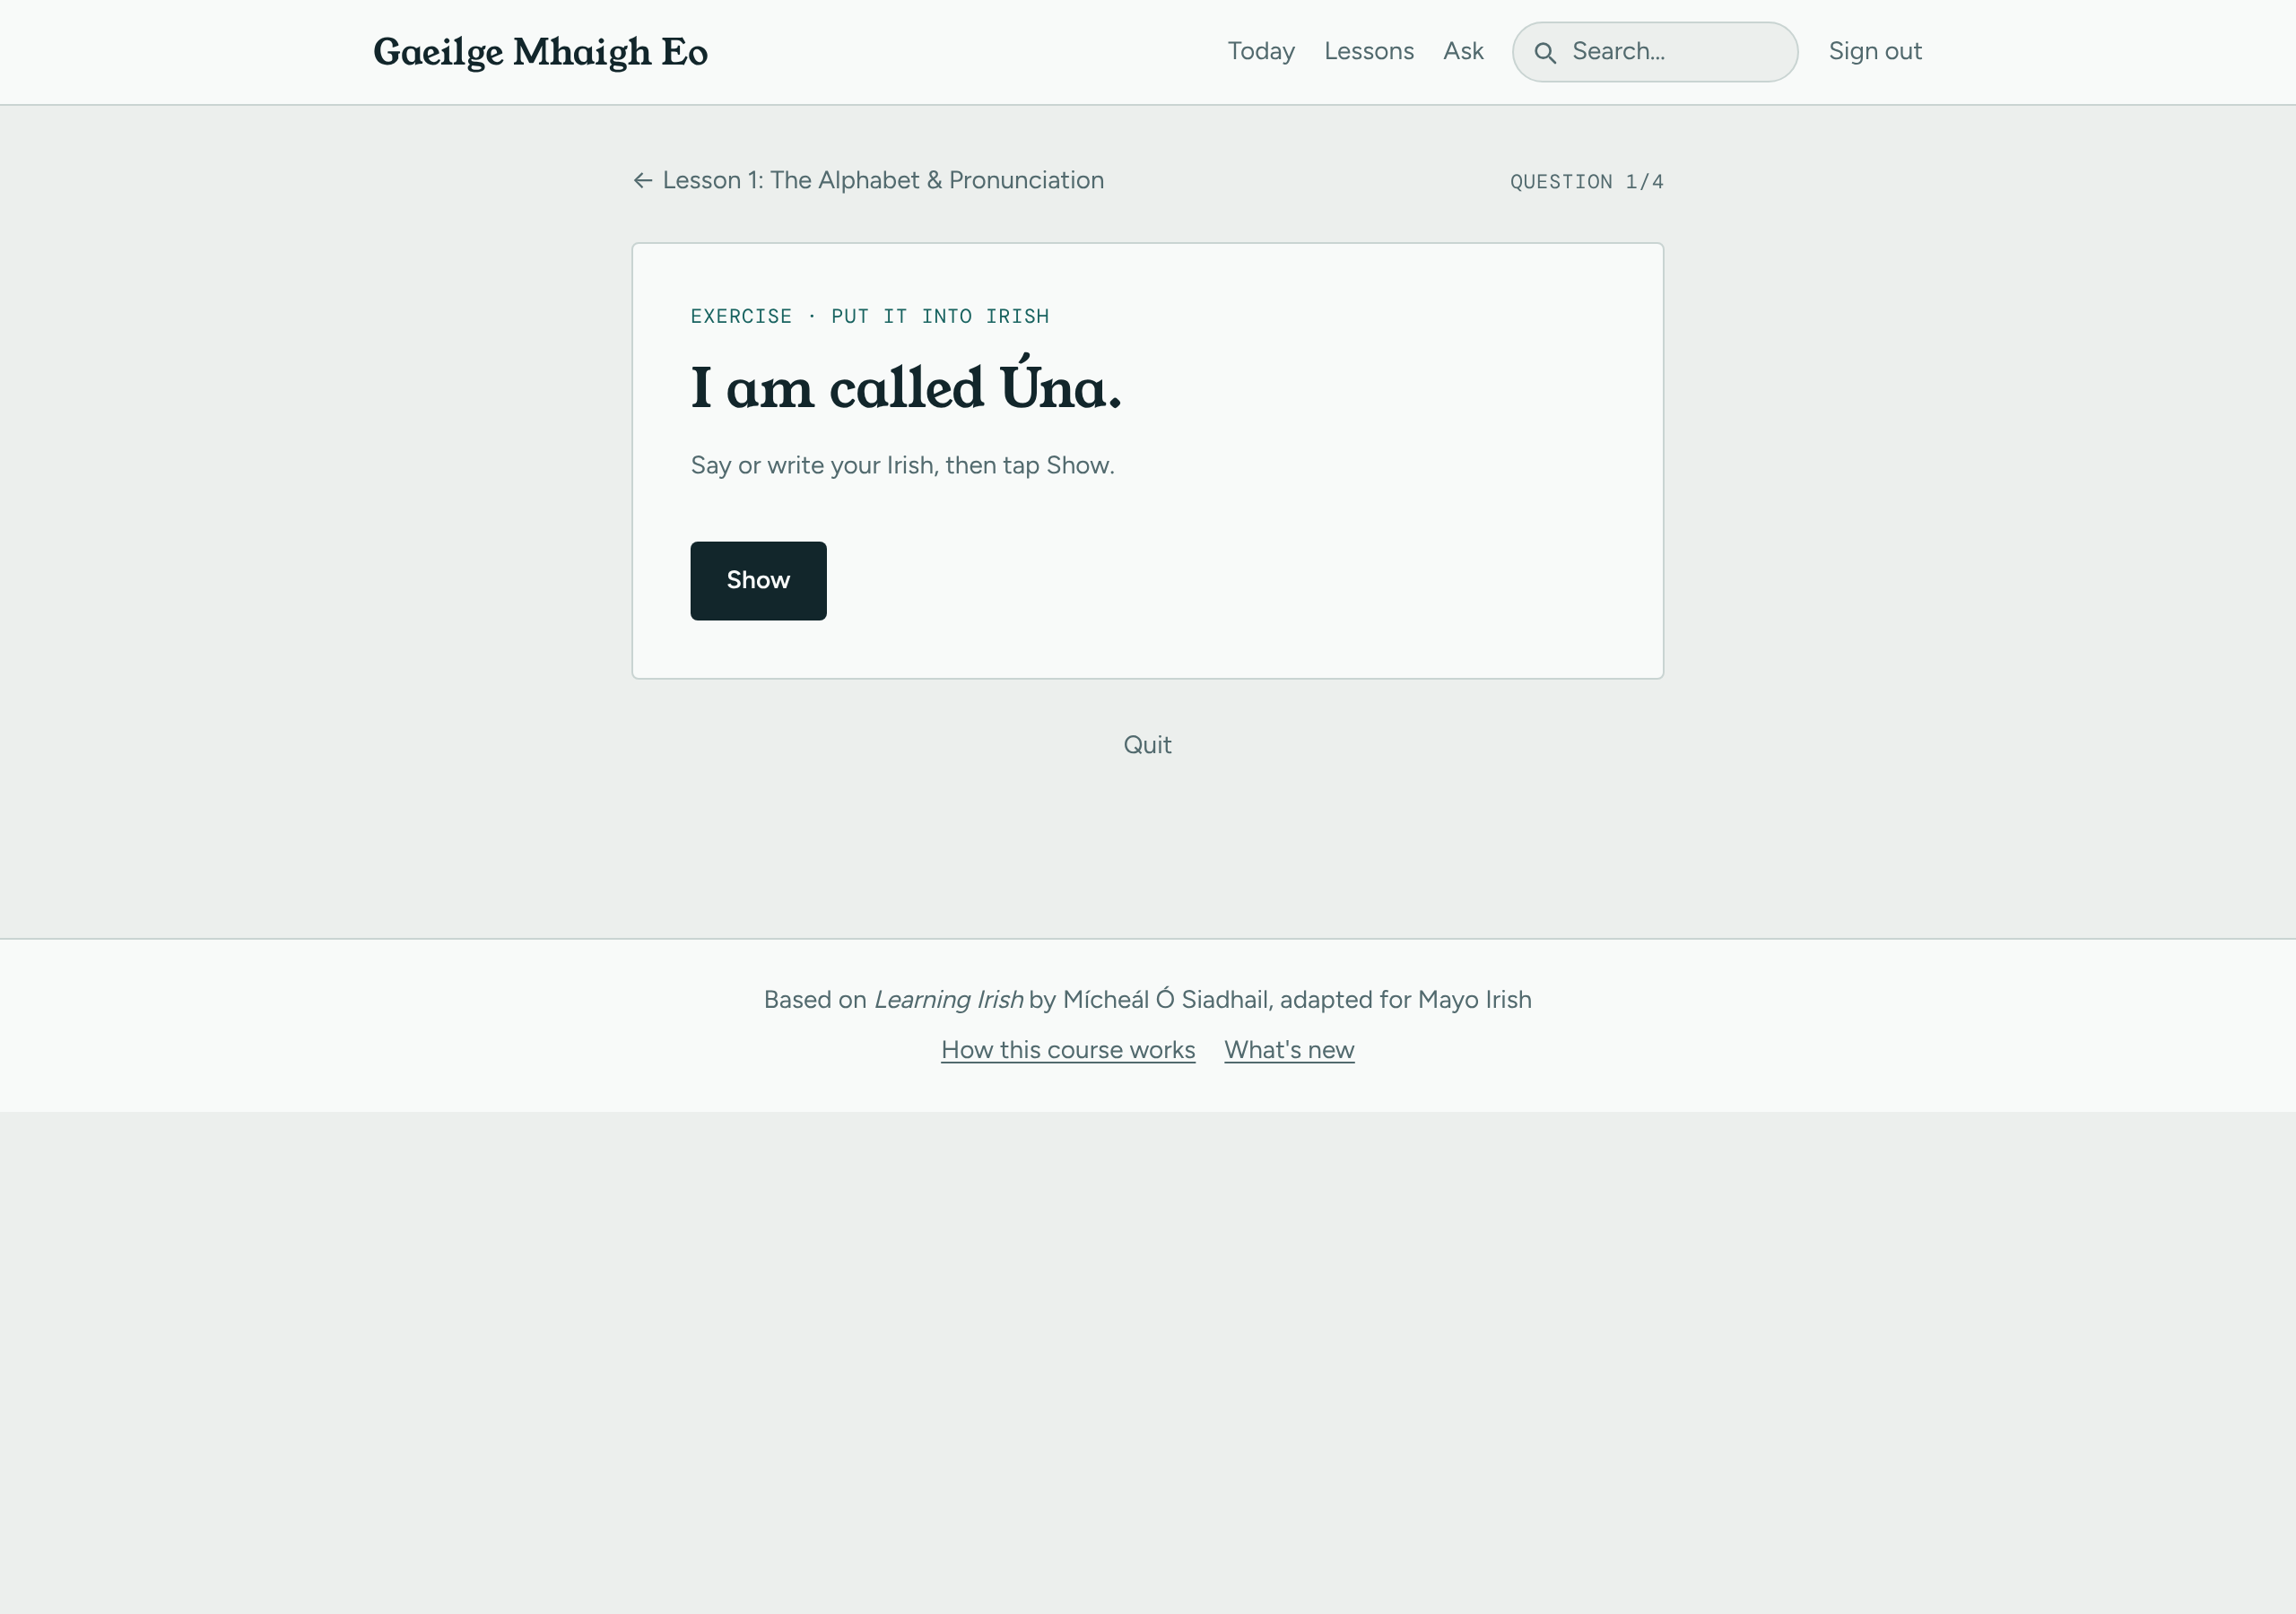 Gaeilge Mhaigh Eo
Today Lessons Ask Search... Sign out
← Lesson 1: The Alphabet & Pronunciation QUESTION 1/4
EXERCISE · PUT IT INTO IRISH
I am called Úna.
Say or write your Irish, then tap Show.
Show
Quit
Based on Learning Irish by Mícheál Ó Siadhail, adapted for Mayo Irish
How this course works What's new